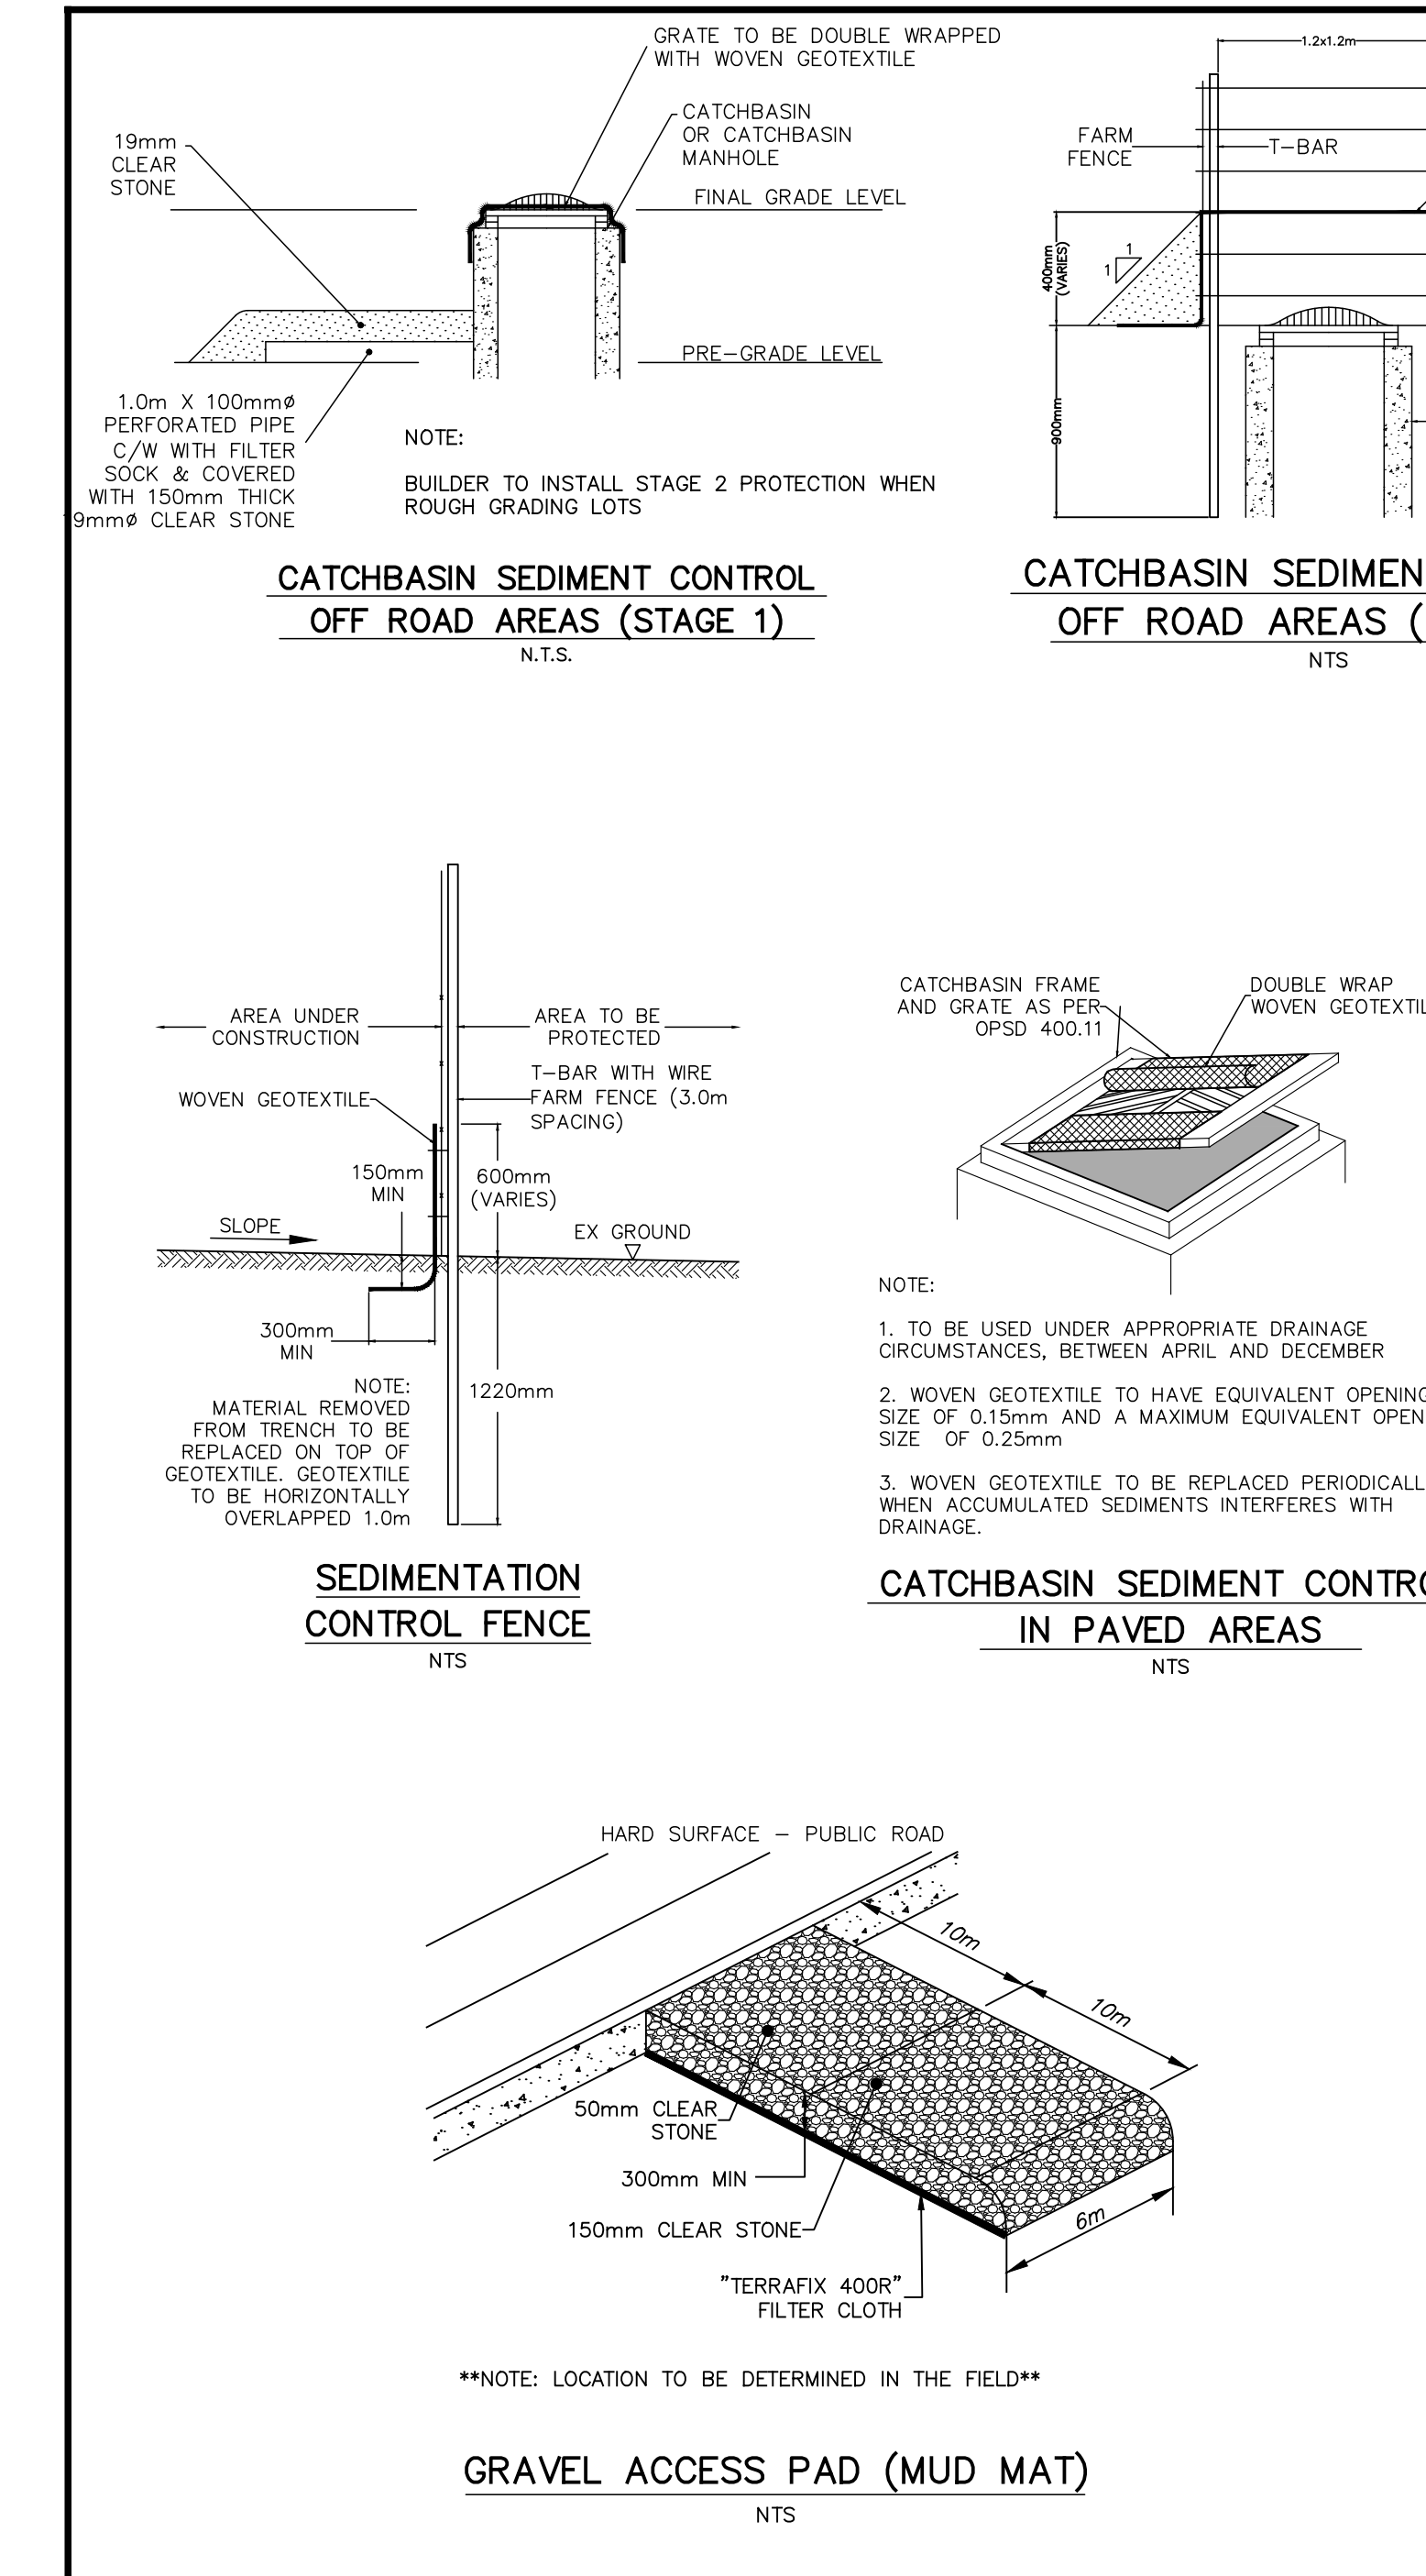 GRATE TO BE DOUBLE WRAPPED
WITH WOVEN GEOTEXTILE
CATCHBASIN
OR CATCHBASIN
MANHOLE
19mm
CLEAR
STONE
FINAL GRADE LEVEL
PRE-GRADE LEVEL
1.0m X 100mmø
PERFORATED PIPE
C/W WITH FILTER
SOCK & COVERED
WITH 150mm THICK
9mmø CLEAR STONE
NOTE:
BUILDER TO INSTALL STAGE 2 PROTECTION WHEN
ROUGH GRADING LOTS
CATCHBASIN SEDIMENT CONTROL
OFF ROAD AREAS (STAGE 1)
N.T.S.
1.2x1.2m
FARM
FENCE
T-BAR
400mm
(VARIES)
1
1
900mm
CATCHBASIN SEDIMEN
OFF ROAD AREAS (
NTS
AREA UNDER
CONSTRUCTION
AREA TO BE
PROTECTED
T-BAR WITH WIRE
FARM FENCE (3.0m
SPACING)
WOVEN GEOTEXTILE
150mm
MIN
600mm
(VARIES)
SLOPE
EX GROUND
300mm
MIN
1220mm
NOTE:
MATERIAL REMOVED
FROM TRENCH TO BE
REPLACED ON TOP OF
GEOTEXTILE. GEOTEXTILE
TO BE HORIZONTALLY
OVERLAPPED 1.0m
SEDIMENTATION
CONTROL FENCE
NTS
CATCHBASIN FRAME
AND GRATE AS PER
OPSD 400.11
DOUBLE WRAP
WOVEN GEOTEXTIL
NOTE:
1. TO BE USED UNDER APPROPRIATE DRAINAGE
CIRCUMSTANCES, BETWEEN APRIL AND DECEMBER
2. WOVEN GEOTEXTILE TO HAVE EQUIVALENT OPENING
SIZE OF 0.15mm AND A MAXIMUM EQUIVALENT OPEN
SIZE OF 0.25mm
3. WOVEN GEOTEXTILE TO BE REPLACED PERIODICALL
WHEN ACCUMULATED SEDIMENTS INTERFERES WITH
DRAINAGE.
CATCHBASIN SEDIMENT CONTRO
IN PAVED AREAS
NTS
HARD SURFACE - PUBLIC ROAD
10m
10m
50mm CLEAR
STONE
300mm MIN
150mm CLEAR STONE
6m
"TERRAFIX 400R"
FILTER CLOTH
**NOTE: LOCATION TO BE DETERMINED IN THE FIELD**
GRAVEL ACCESS PAD (MUD MAT)
NTS